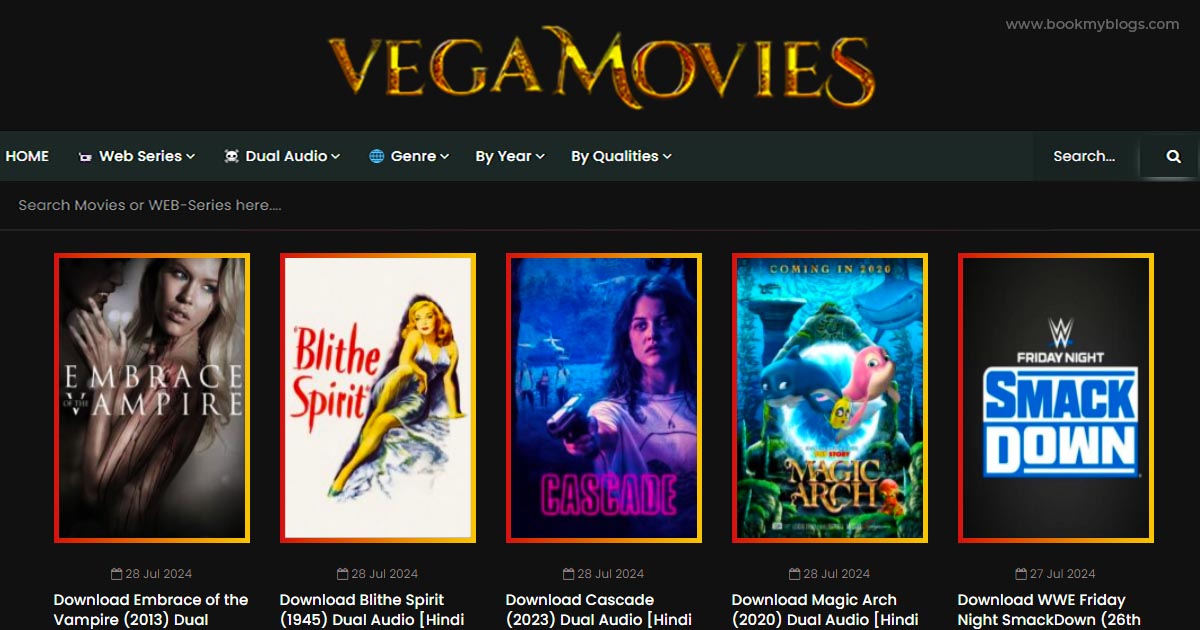 www.bookmyblogs.com
VEGAMOVIES
HOME Web Series Dual Audio Genre By Year By Qualities Search...
Search Movies or WEB-Series here....
EMBRACE
OF THE VAMPIRE
"Blithe
Spirit"
CASCADE
COMING IN 2020
MAGIC
ARCH
FRIDAY NIGHT
SMACK
DOWN
28 Jul 2024
28 Jul 2024
28 Jul 2024
28 Jul 2024
27 Jul 2024
Download Embrace of the
Vampire (2013) Dual
Download Blithe Spirit
(1945) Dual Audio [Hindi
Download Cascade
(2023) Dual Audio [Hindi
Download Magic Arch
(2020) Dual Audio [Hindi
Download WWE Friday
Night SmackDown (26th